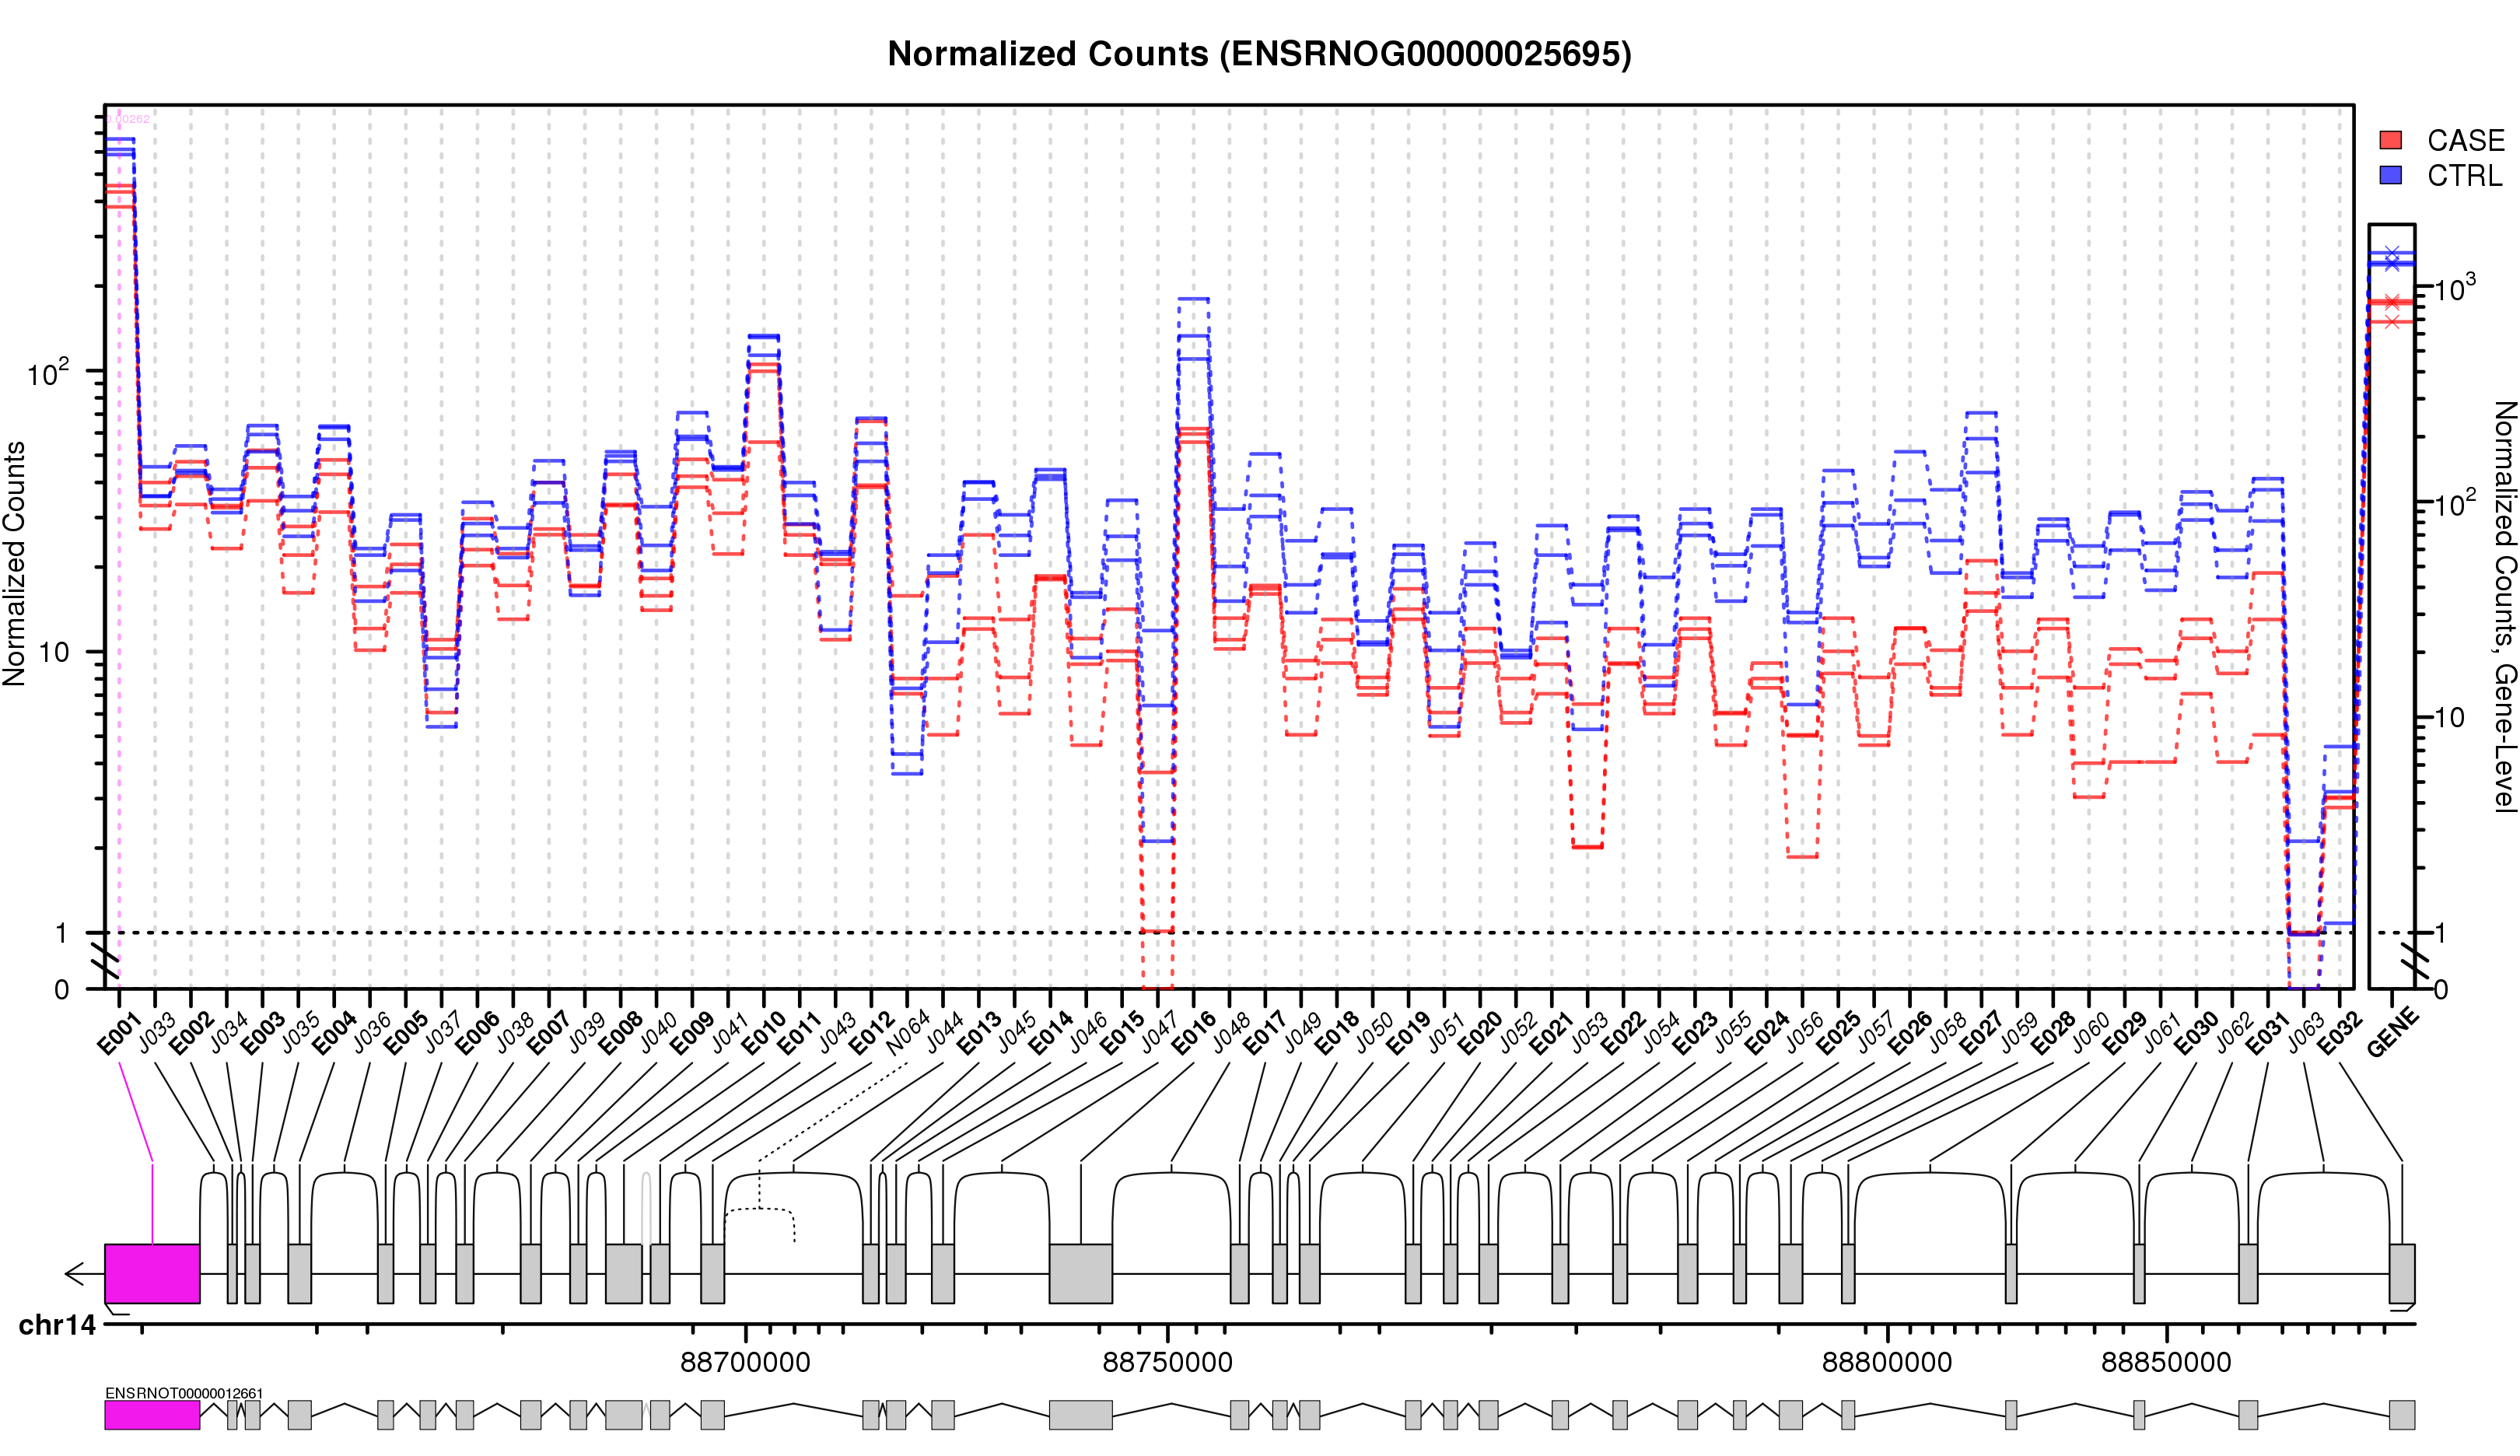 Normalized Counts (ENSRNOG00000025695)
0.00262
CASE
CTRL
Normalized Counts
10²
10
1
0
Normalized Counts, Gene-Level
10³
10²
10
1
0
E001 J033 E002 J034 E003 J035 E004 J036 E005 J037 E006 J038 E007 J039 E008 J040 E009 J041 E010 E011 J043 E012 N064 J044 E013 J045 E014 J046 E015 J047 E016 J048 E017 J049 E018 J050 E019 J051 E020 J052 E021 J053 E022 J054 E023 J055 E024 J056 E025 J057 E026 J058 E027 J059 E028 J060 E029 J061 E030 J062 E031 J063 E032 GENE
chr14
88700000 88750000 88800000 88850000
ENSRNOT00000012661